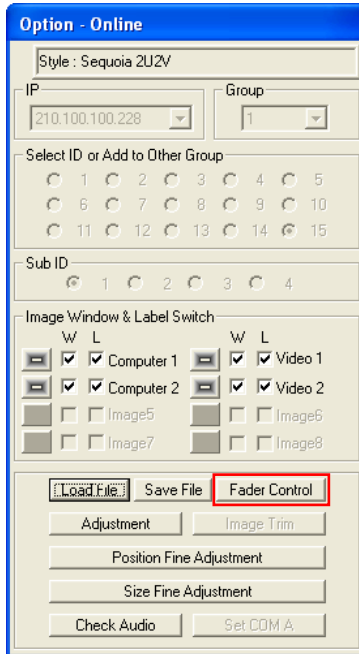 Option - Online
Style : Sequoia 2U2V
IP
Group
210.100.100.228
1
Select ID or Add to Other Group
1 2 3 4 5
6 7 8 9 10
11 12 13 14 15
Sub ID
1 2 3 4
Image Window & Label Switch
W L W L
Computer 1 Video 1
Computer 2 Video 2
Image5 Image6
Image7 Image8
Load File Save File Fader Control
Adjustment Image Trim
Position Fine Adjustment
Size Fine Adjustment
Check Audio Set COM A